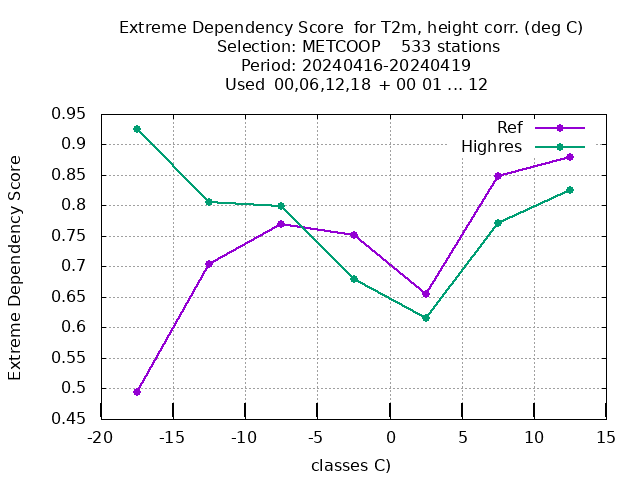 Extreme Dependency Score  for T2m, height corr. (deg C)
Selection: METCOOP    533 stations
Period: 20240416-20240419
Used  00,06,12,18 + 00 01 ... 12
Extreme Dependency Score
0.95
0.9
0.85
0.8
0.75
0.7
0.65
0.6
0.55
0.5
0.45
Ref
Highres
-20 -15 -10 -5 0 5 10 15
classes C)